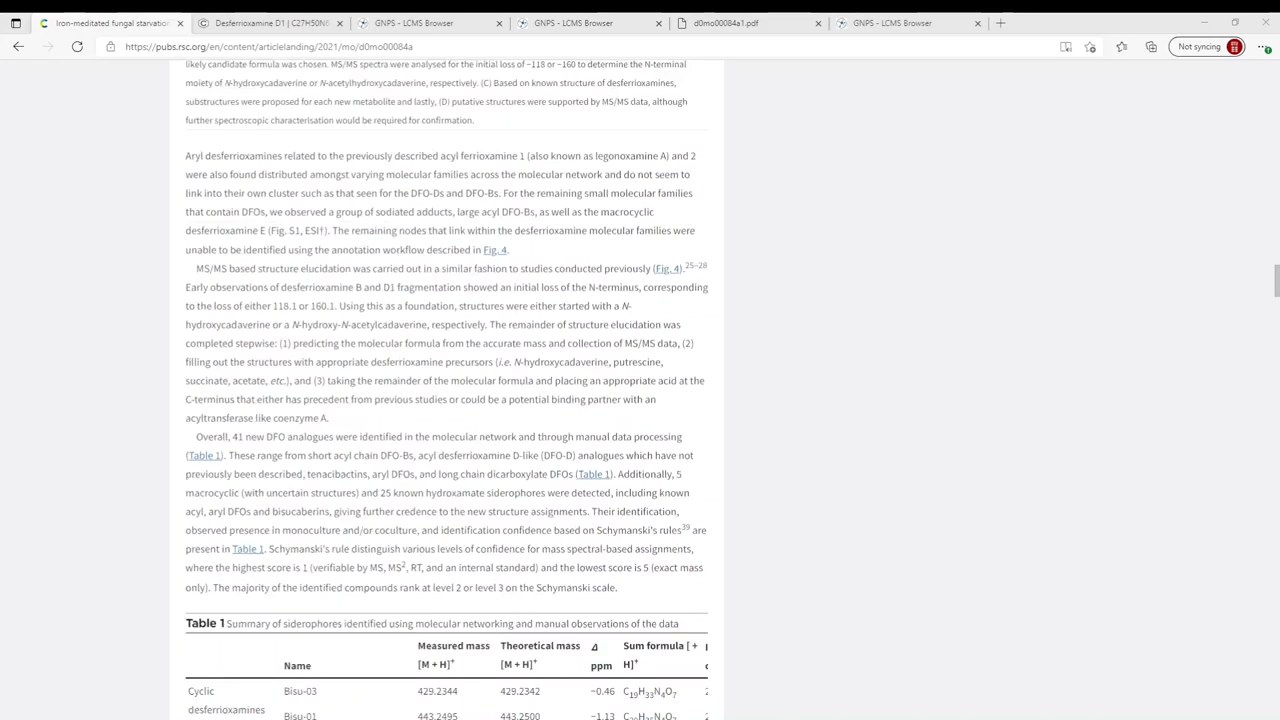 Iron-meditated fungal starvation
Desferrioxamine D1 | C27H50N6
GNPS - LCMS Browser
GNPS - LCMS Browser
d0mo00084a1.pdf
GNPS - LCMS Browser
https://pubs.rsc.org/en/content/articlelanding/2021/mo/d0mo00084a
Not syncing
likely candidate formula was chosen. MS/MS spectra were analysed for the initial loss of −118 or −160 to determine the N-terminal
moiety of N-hydroxycadaverine or N-acetylhydroxycadaverine, respectively. (C) Based on known structure of desferrioxamines,
substructures were proposed for each new metabolite and lastly, (D) putative structures were supported by MS/MS data, although
further spectroscopic characterisation would be required for confirmation.
Aryl desferrioxamines related to the previously described acyl ferrioxamine 1 (also known as legonoxamine A) and 2
were also found distributed amongst varying molecular families across the molecular network and do not seem to
link into their own cluster such as that seen for the DFO-Ds and DFO-Bs. For the remaining small molecular families
that contain DFOs, we observed a group of sodiated adducts, large acyl DFO-Bs, as well as the macrocyclic
desferrioxamine E (Fig. S1, ESI†). The remaining nodes that link within the desferrioxamine molecular families were
unable to be identified using the annotation workflow described in Fig. 4.
MS/MS based structure elucidation was carried out in a similar fashion to studies conducted previously (Fig. 4).25–28
Early observations of desferrioxamine B and D1 fragmentation showed an initial loss of the N-terminus, corresponding
to the loss of either 118.1 or 160.1. Using this as a foundation, structures were either started with a N-
hydroxycadaverine or a N-hydroxy-N-acetylcadaverine, respectively. The remainder of structure elucidation was
completed stepwise: (1) predicting the molecular formula from the accurate mass and collection of MS/MS data, (2)
filling out the structures with appropriate desferrioxamine precursors (i.e. N-hydroxycadaverine, putrescine,
succinate, acetate, etc.), and (3) taking the remainder of the molecular formula and placing an appropriate acid at the
C-terminus that either has precedent from previous studies or could be a potential binding partner with an
acyltransferase like coenzyme A.
Overall, 41 new DFO analogues were identified in the molecular network and through manual data processing
(Table 1). These range from short acyl chain DFO-Bs, acyl desferrioxamine D-like (DFO-D) analogues which have not
previously been described, tenacibactins, aryl DFOs, and long chain dicarboxylate DFOs (Table 1). Additionally, 5
macrocyclic (with uncertain structures) and 25 known hydroxamate siderophores were detected, including known
acyl, aryl DFOs and bisucaberins, giving further credence to the new structure assignments. Their identification,
observed presence in monoculture and/or coculture, and identification confidence based on Schymanski's rules39 are
present in Table 1. Schymanski's rule distinguish various levels of confidence for mass spectral-based assignments,
where the highest score is 1 (verifiable by MS, MS2, RT, and an internal standard) and the lowest score is 5 (exact mass
only). The majority of the identified compounds rank at level 2 or level 3 on the Schymanski scale.
Table 1 Summary of siderophores identified using molecular networking and manual observations of the data
Name Measured mass [M + H]+ Theoretical mass [M + H]+ Δ ppm Sum formula [ + H]+
Cyclic desferrioxamines Bisu-03 429.2344 429.2342 −0.46 C19H33N4O7
Bisu-01 443.2495 443.2500 −1.13